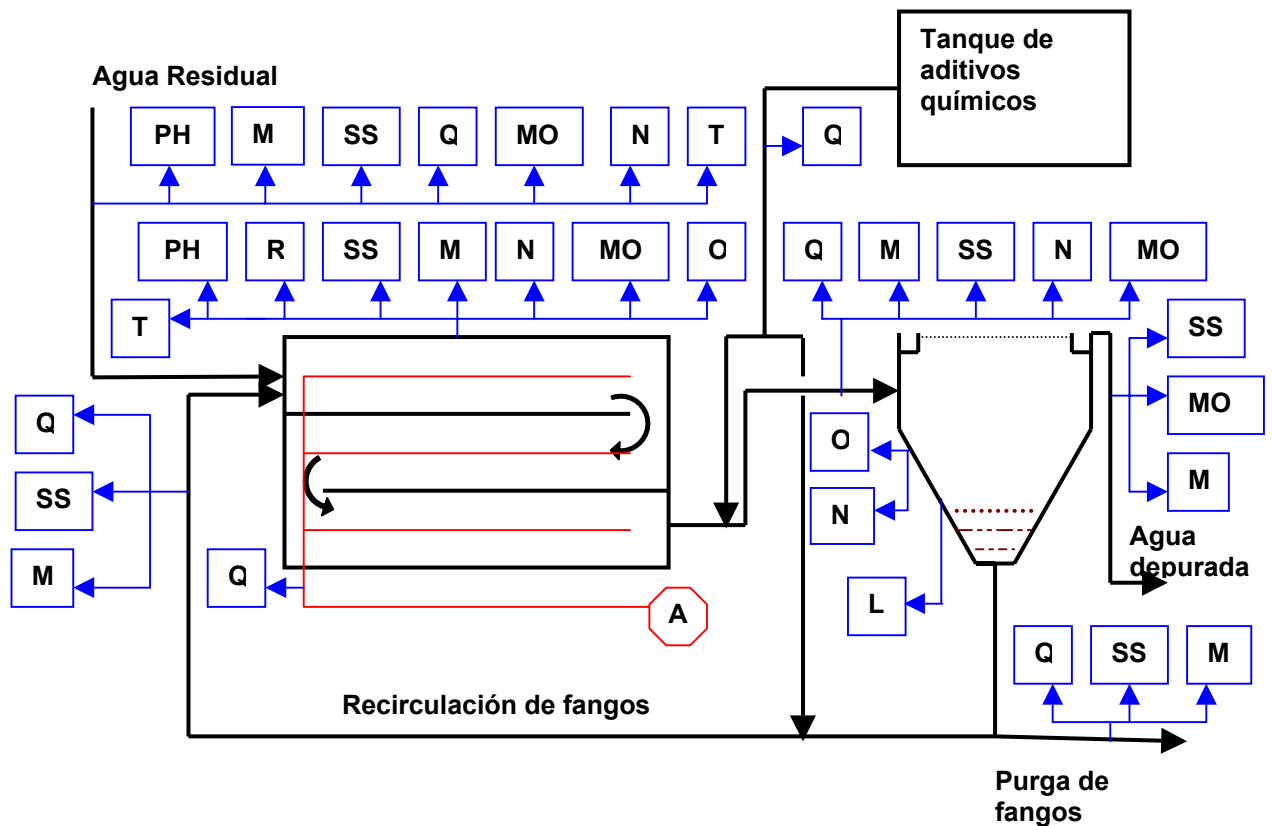 Tanque de
aditivos
químicos
Agua Residual
PH M SS Q MO N T Q
PH R SS M N MO O Q M SS N MO
T
SS
Q MO
O
SS M
N
Agua
depurada
M Q
L
A
Q SS M
Recirculación de fangos
Purga de
fangos